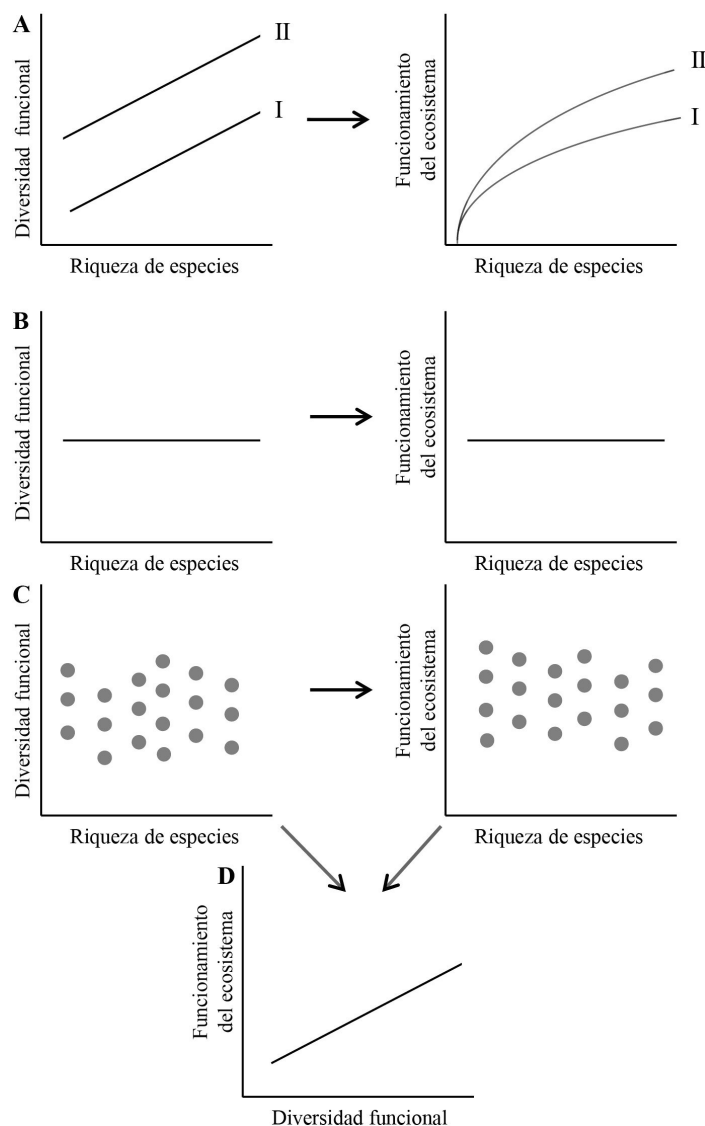 A
Diversidad funcional
II
I
Riqueza de especies
Funcionamiento
del ecosistema
II
I
Riqueza de especies
B
Diversidad funcional
Riqueza de especies
Funcionamiento
del ecosistema
Riqueza de especies
C
Diversidad funcional
Riqueza de especies
Funcionamiento
del ecosistema
Riqueza de especies
D
Funcionamiento
del ecosistema
Diversidad funcional